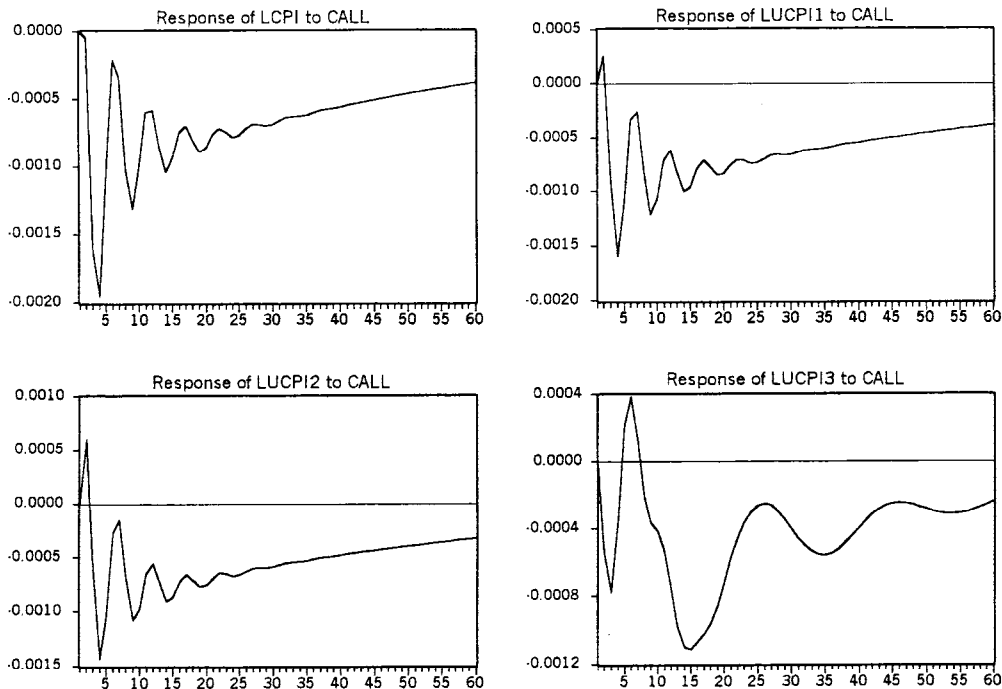 Response of LCPI to CALL
0.0000
-0.0005
-0.0010
-0.0015
-0.0020
5 10 15 20 25 30 35 40 45 50 55 60
Response of LUCPI1 to CALL
0.0005
0.0000
-0.0005
-0.0010
-0.0015
-0.0020
5 10 15 20 25 30 35 40 45 50 55 60
Response of LUCPI2 to CALL
0.0010
0.0005
0.0000
-0.0005
-0.0010
-0.0015
5 10 15 20 25 30 35 40 45 50 55 60
Response of LUCPI3 to CALL
0.0004
0.0000
-0.0004
-0.0008
-0.0012
5 10 15 20 25 30 35 40 45 50 55 60